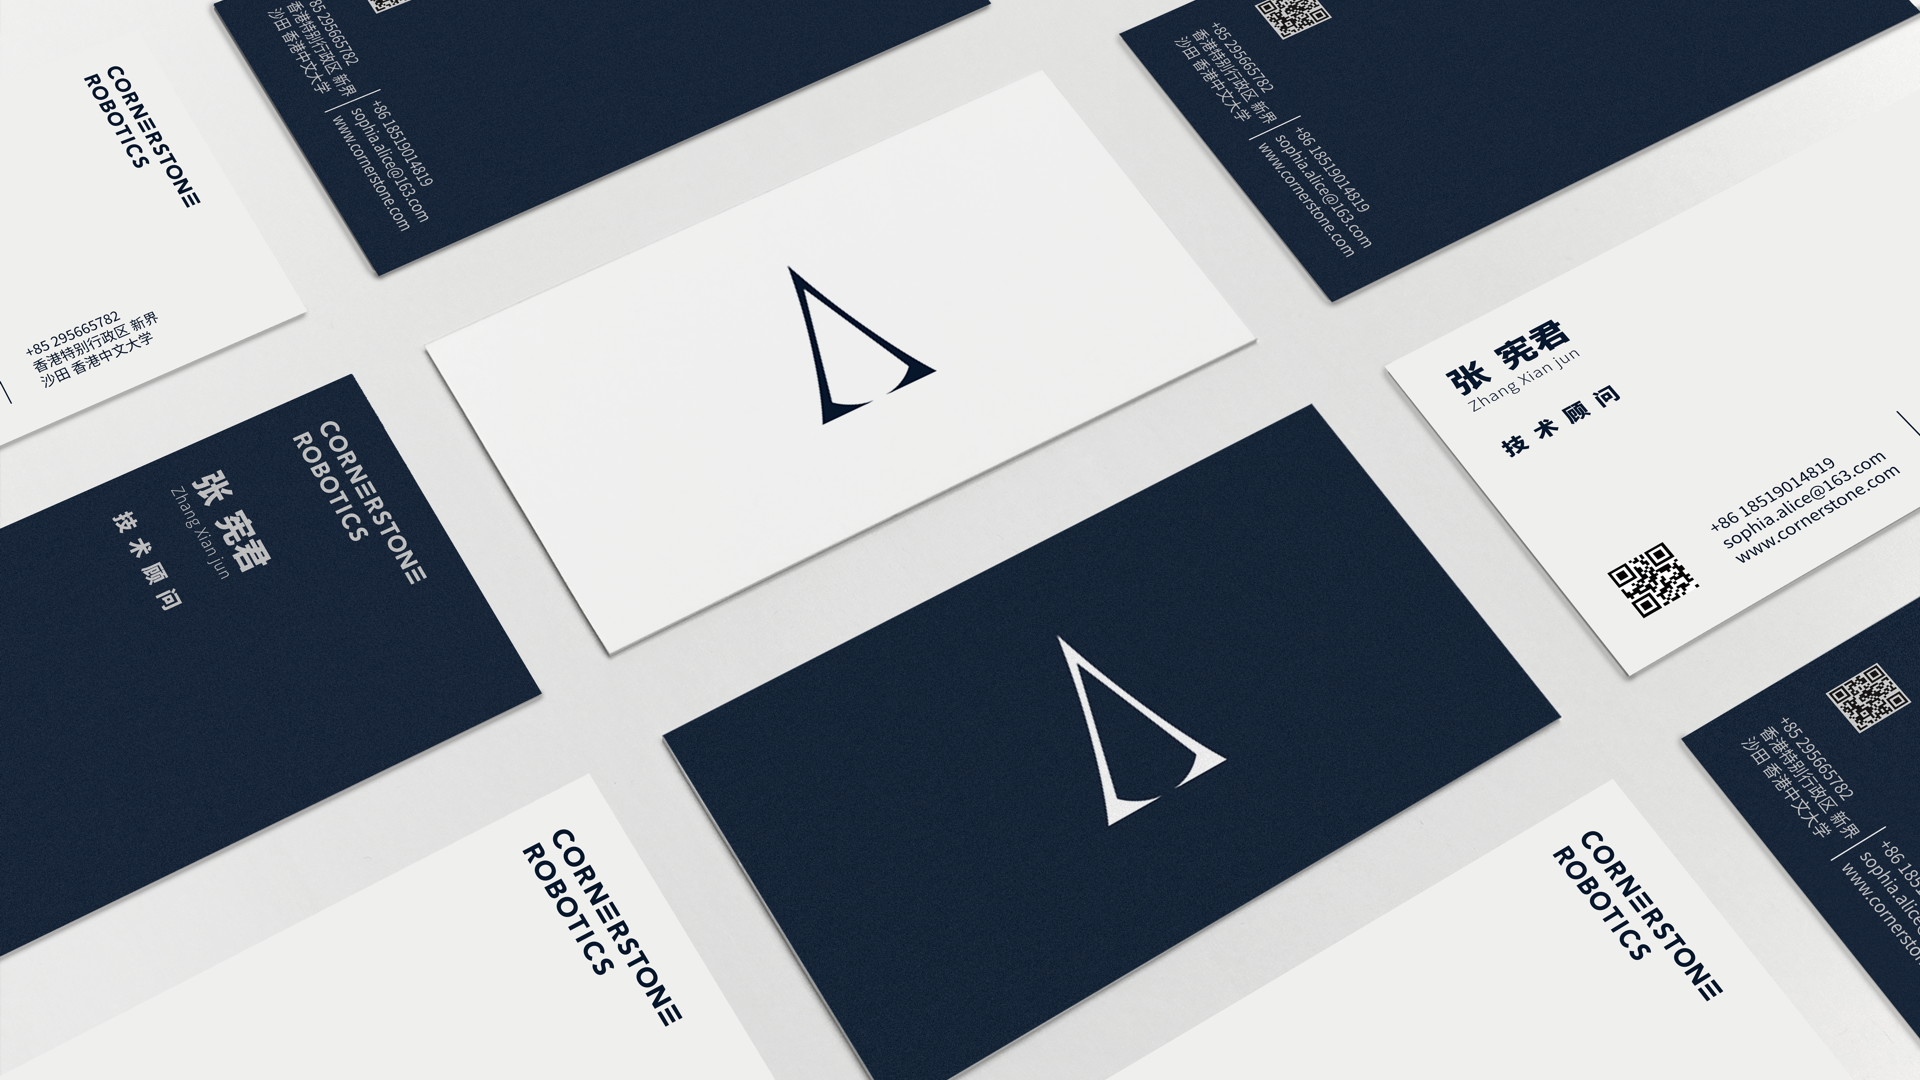 CORNERSTONE
ROBOTICS
+85 295665782
香港特别行政区 新界
沙田 香港中文大学
85 295665782
香港特别行政区 新界
沙田 香港中文大学
+86 18519014819
sophia.alice@163.com
www.cornerstone.com
+85 295665782
香港特别行政区 新界
沙田 香港中文大学
+86 18519014819
sophia.alice@163.com
www.cornerstone.com
CORNERSTONE
ROBOTICS
张 宪君
Zhang Xian jun
技术顾问
张 宪君
Zhang Xian jun
技术顾问
+86 18519014819
sophia.alice@163.com
www.cornerstone.com
CORNERSTONE
ROBOTICS
CORNERSTONE
ROBOTICS
+85 295665782
香港特别行政区 新界
沙田 香港中文大学
+86 1851
sophia.alice
www.cornerston